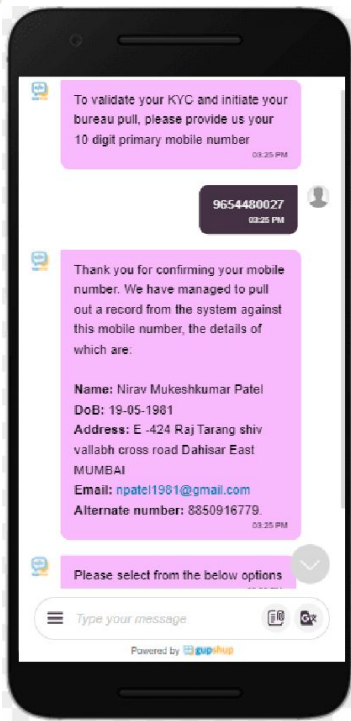 To validate your KYC and initiate your
bureau pull, please provide us your
10 digit primary mobile number
03:25 PM
9654480027
03:25 PM
Thank you for confirming your mobile
number. We have managed to pull
out a record from the system against
this mobile number, the details of
which are:
Name: Nirav Mukeshkumar Patel
DoB: 19-05-1981
Address: E -424 Raj Tarang shiv
vallabh cross road Dahisar East
MUMBAI
Email: npatel1981@gmail.com
Alternate number: 8850916779.
03:25 PM
Please select from the below options
Type your message
Powered by gupshup